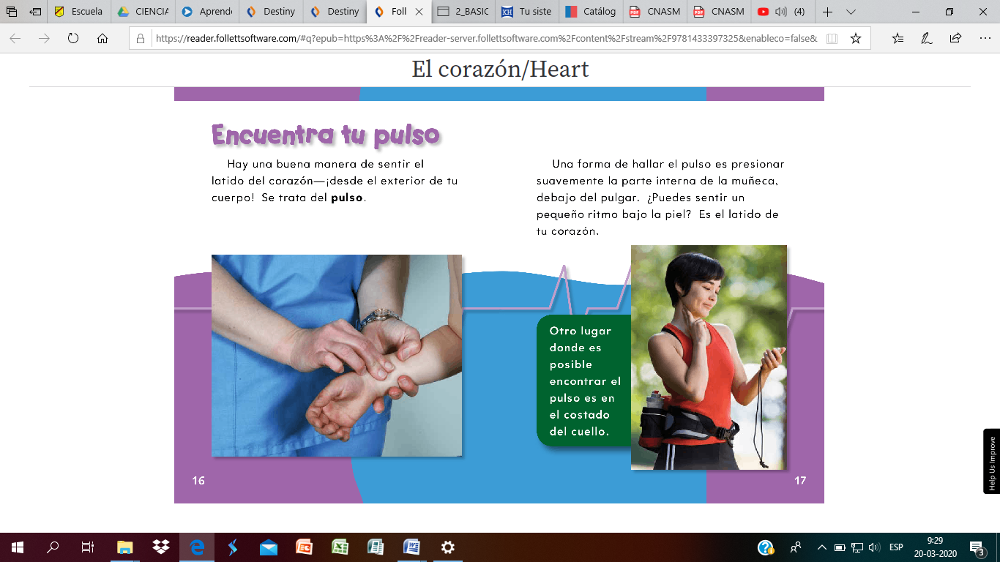 Escuela
CIENCIA
Aprend
Destiny
Destiny
Foll
2_BASIC
Tu siste
Catálog
CNASM
CNASM
(4)
https://reader.follettsoftware.com/#q?epub=https%3A%2F%2Freader-server.follettsoftware.com%2Fcontent%2Fstream%2F9781433397325&enableco=false&
El corazón/Heart
Encuentra tu pulso
Hay una buena manera de sentir el
latido del corazón—¡desde el exterior de tu
cuerpo! Se trata del pulso.
Una forma de hallar el pulso es presionar
suavemente la parte interna de la muñeca,
debajo del pulgar. ¿Puedes sentir un
pequeño ritmo bajo la piel? Es el latido de
tu corazón.
Otro lugar
donde es
posible
encontrar el
pulso es en
el costado
del cuello.
16
17
Help Us Improve
ESP
9:29
20-03-2020
3